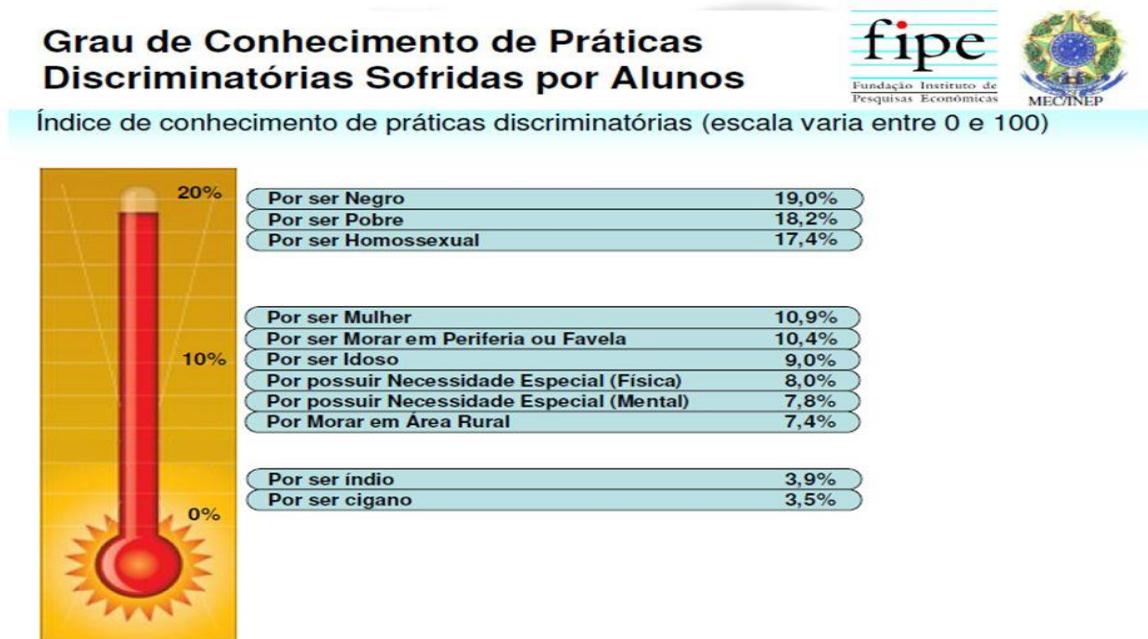 Grau de Conhecimento de Práticas
Discriminatórias Sofridas por Alunos
fipe
Fundação Instituto de
Pesquisas Econômicas
MEC/INEP
Índice de conhecimento de práticas discriminatórias (escala varia entre 0 e 100)
20%
Por ser Negro 19,0%
Por ser Pobre 18,2%
Por ser Homossexual 17,4%
Por ser Mulher 10,9%
Por ser Morar em Periferia ou Favela 10,4%
10%
Por ser Idoso 9,0%
Por possuir Necessidade Especial (Física) 8,0%
Por possuir Necessidade Especial (Mental) 7,8%
Por Morar em Área Rural 7,4%
Por ser índio 3,9%
Por ser cigano 3,5%
0%